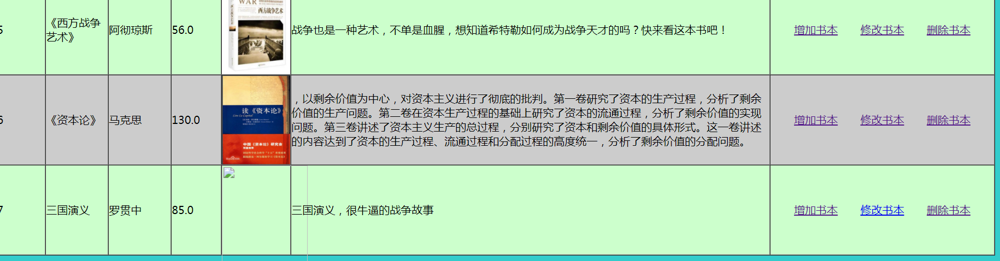 WAR
西方战争艺术
5
《西方战争
艺术》
阿彻琼斯
56.0
战争也是一种艺术，不单是血腥，想知道希特勒如何成为战争天才的吗？快来看这本书吧！
增加书本 修改书本 删除书本
6
《资本论》
马克思
130.0
读《资本论》
Lire Le Capital
中国《资本论》研究会
，以剩余价值为中心，对资本主义进行了彻底的批判。第一卷研究了资本的生产过程，分析了剩余
价值的生产问题。第二卷在资本生产过程的基础上研究了资本的流通过程，分析了剩余价值的实现
问题。第三卷讲述了资本主义生产的总过程，分别研究了资本和剩余价值的具体形式。这一卷讲述
的内容达到了资本的生产过程、流通过程和分配过程的高度统一，分析了剩余价值的分配问题。
增加书本 修改书本 删除书本
7
三国演义
罗贯中
85.0
三国演义，很牛逼的战争故事
增加书本 修改书本 删除书本